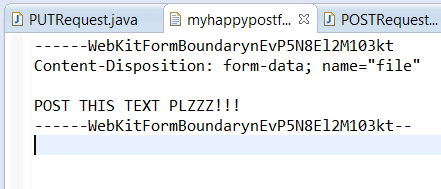 PUTRequest.java
myhappypostf...
POSTRequest...
------WebKitFormBoundarynEvP5N8El2M103kt
Content-Disposition: form-data; name="file"
POST THIS TEXT PLZZZ!!!
------WebKitFormBoundarynEvP5N8El2M103kt--